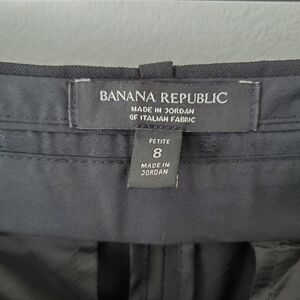 BANANA REPUBLIC
MADE IN JORDAN
OF ITALIAN FABRIC
PETITE
8
MADE IN
JORDAN